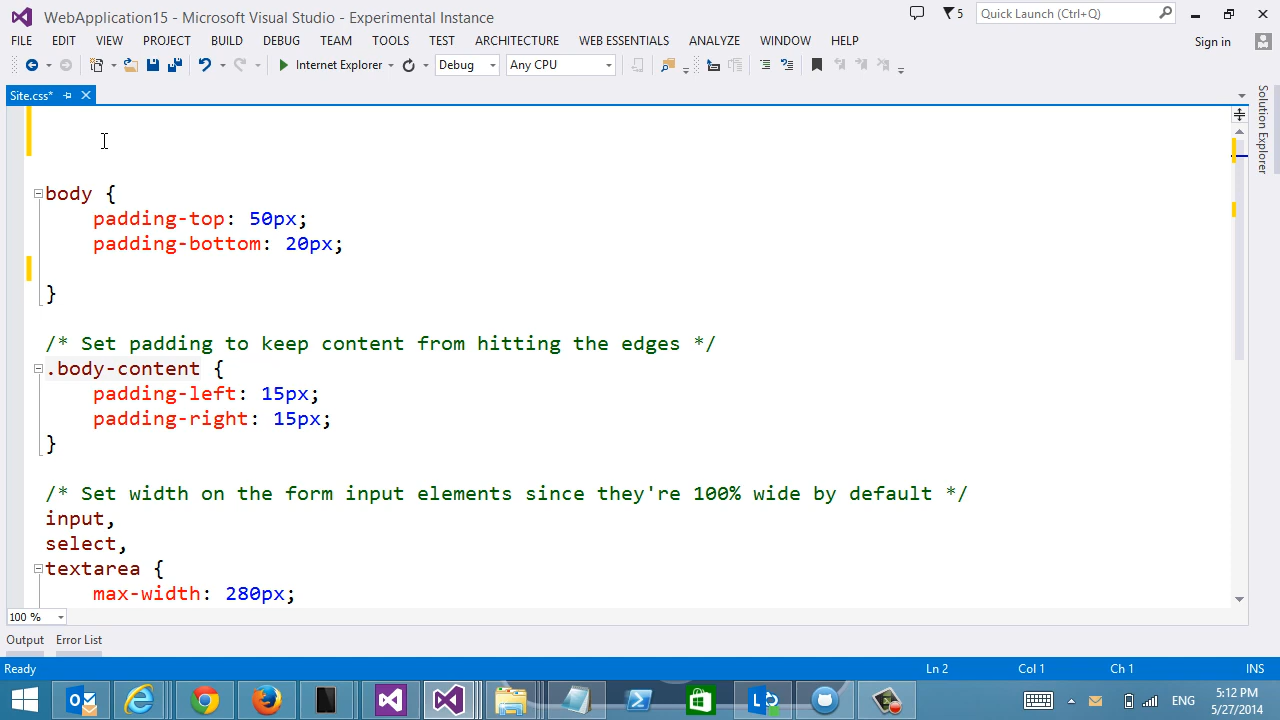 WebApplication15 - Microsoft Visual Studio - Experimental Instance
5
Quick Launch (Ctrl+Q)
FILE EDIT VIEW PROJECT BUILD DEBUG TEAM TOOLS TEST ARCHITECTURE WEB ESSENTIALS ANALYZE WINDOW HELP
Sign in
Internet Explorer Debug Any CPU
Site.css*
Solution Explorer
body {
padding-top: 50px;
padding-bottom: 20px;
}
/* Set padding to keep content from hitting the edges */
.body-content {
padding-left: 15px;
padding-right: 15px;
}
/* Set width on the form input elements since they're 100% wide by default */
input,
select,
textarea {
max-width: 280px;
100 %
Output Error List
Ready Ln 2 Col 1 Ch 1 INS
ENG
5:12 PM
5/27/2014